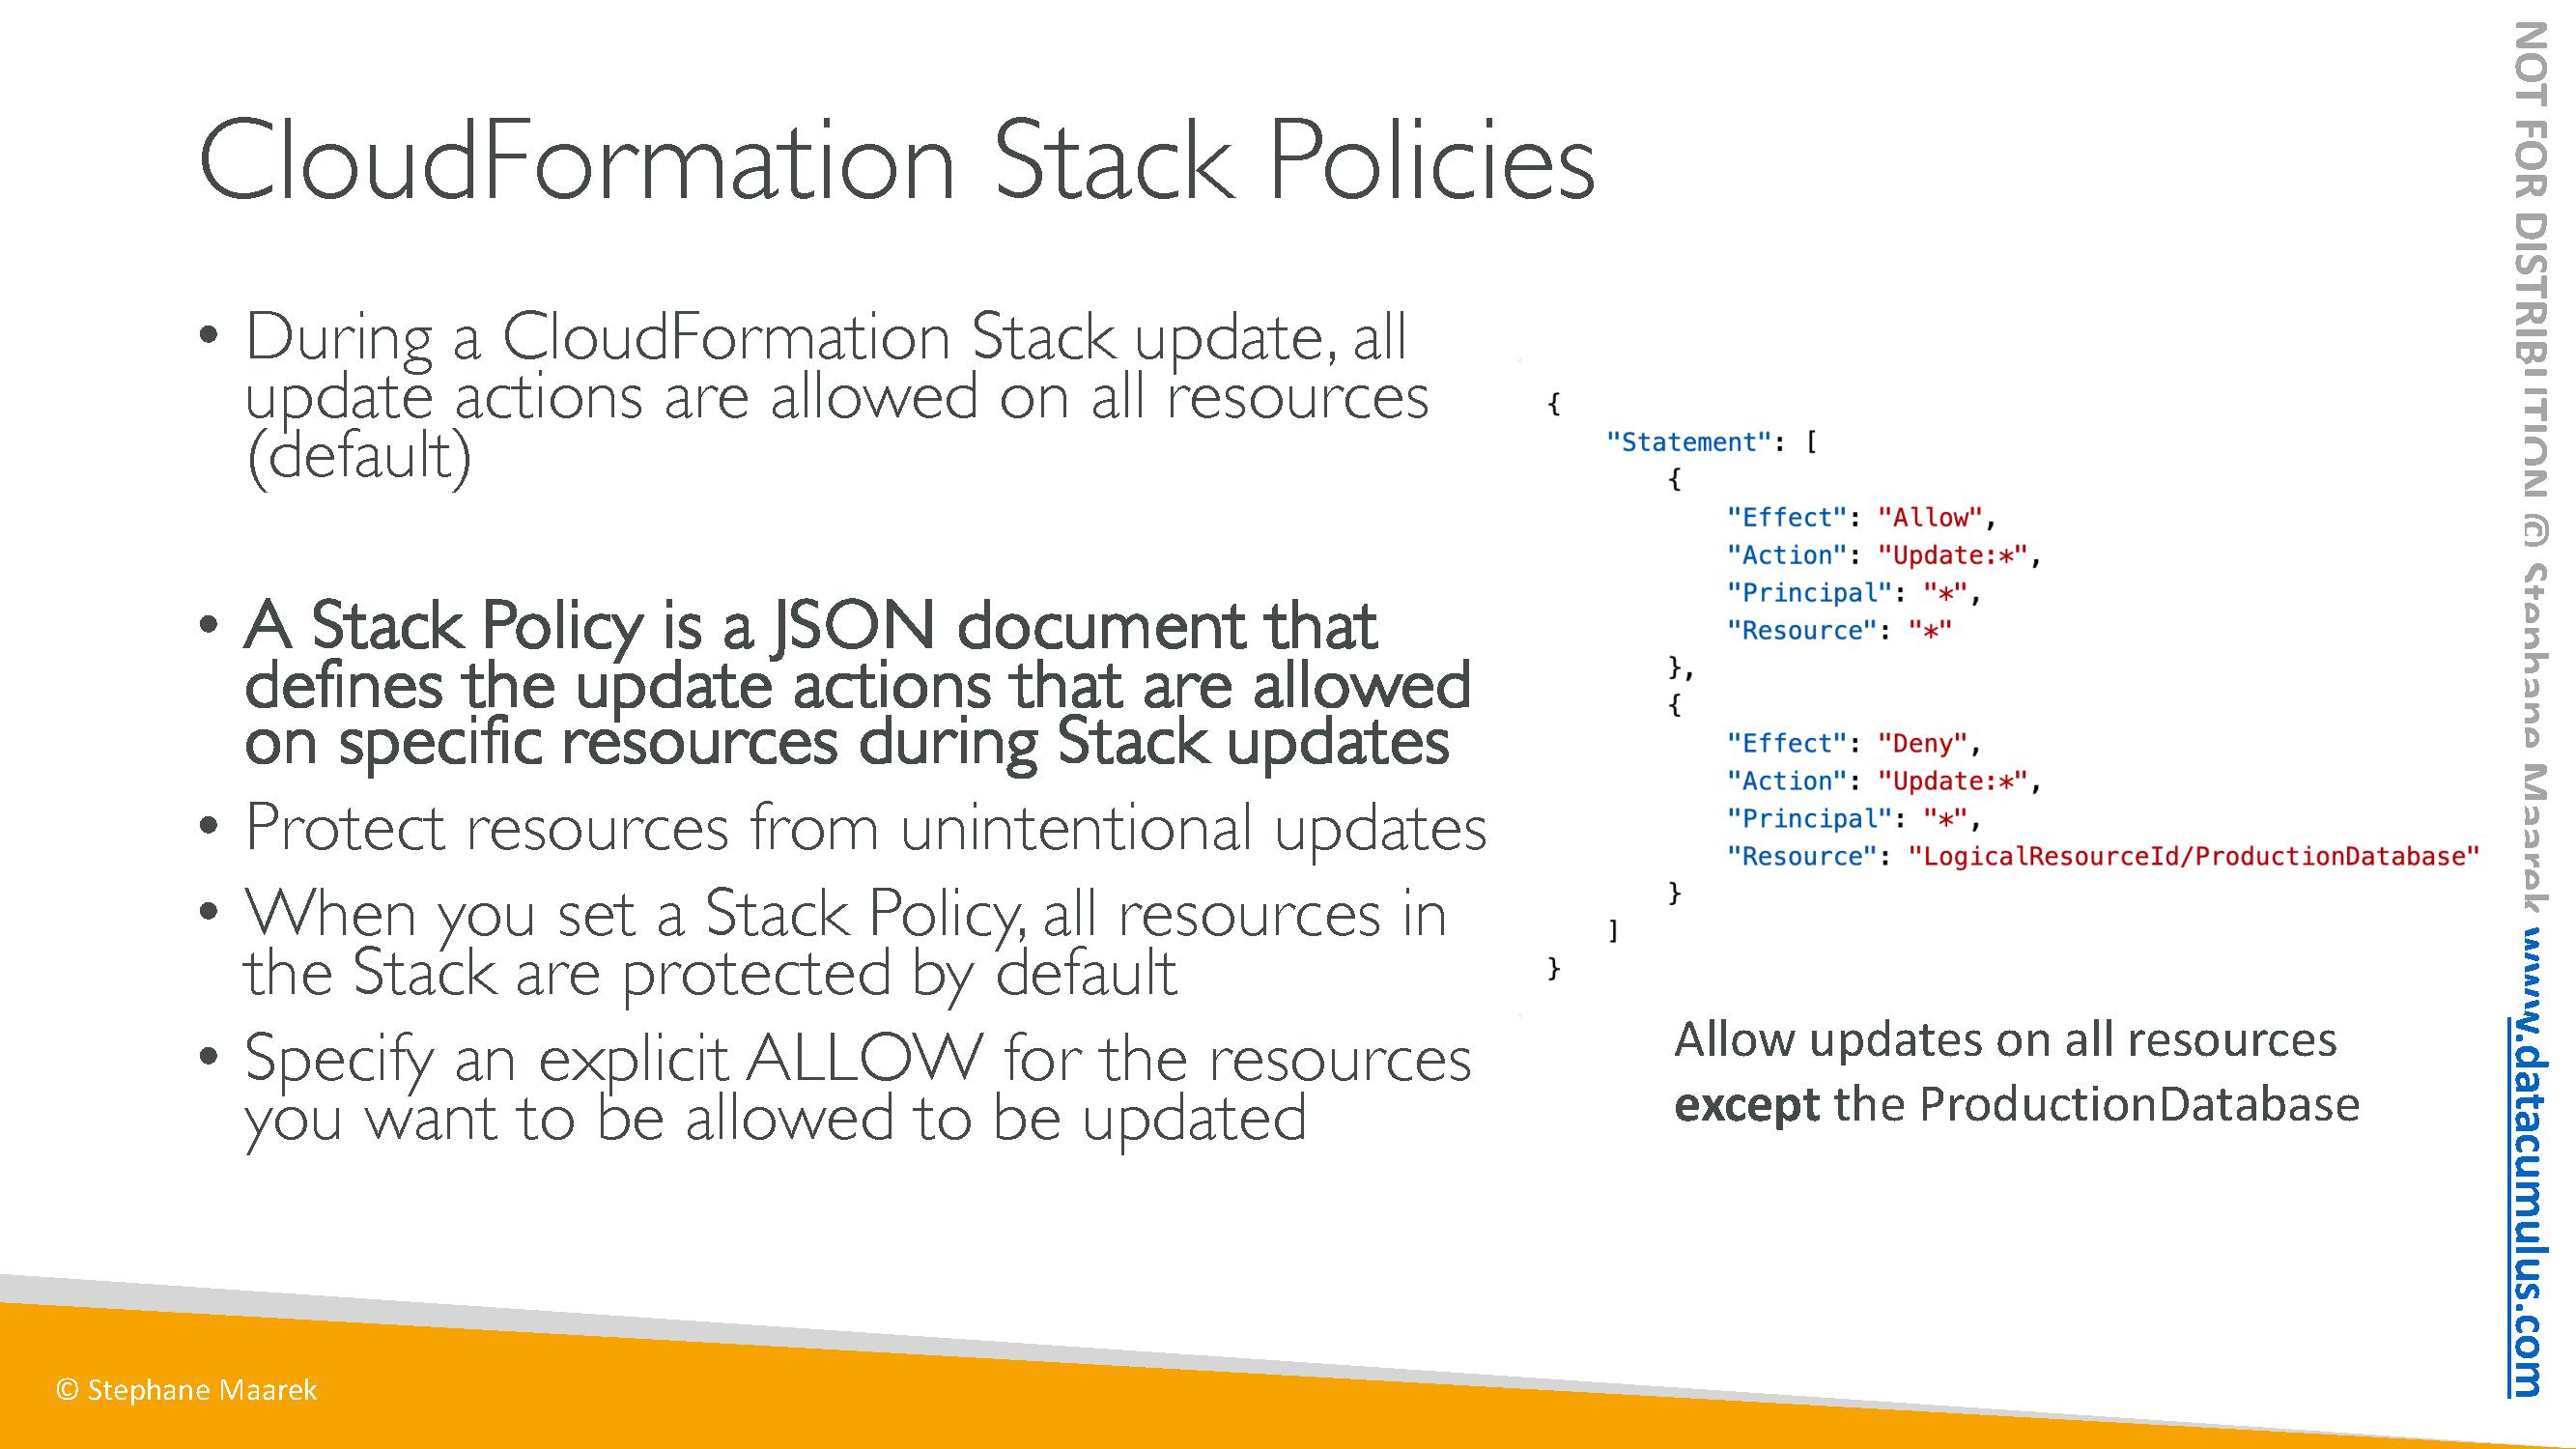 CloudFormation Stack Policies
• During a CloudFormation Stack update, all
update actions are allowed on all resources
(default)
• A Stack Policy is a JSON document that
defines the update actions that are allowed
on specific resources during Stack updates
• Protect resources from unintentional updates
• When you set a Stack Policy, all resources in
the Stack are protected by default
• Specify an explicit ALLOW for the resources
you want to be allowed to be updated
{
"Statement": [
{
"Effect": "Allow",
"Action": "Update:*",
"Principal": "*",
"Resource": "*"
},
{
"Effect": "Deny",
"Action": "Update:*",
"Principal": "*",
"Resource": "LogicalResourceId/ProductionDatabase"
}
]
}
Allow updates on all resources
except the ProductionDatabase
© Stephane Maarek
NOT FOR DISTRIBUTION © Stephane Maarek www.datacumulus.com